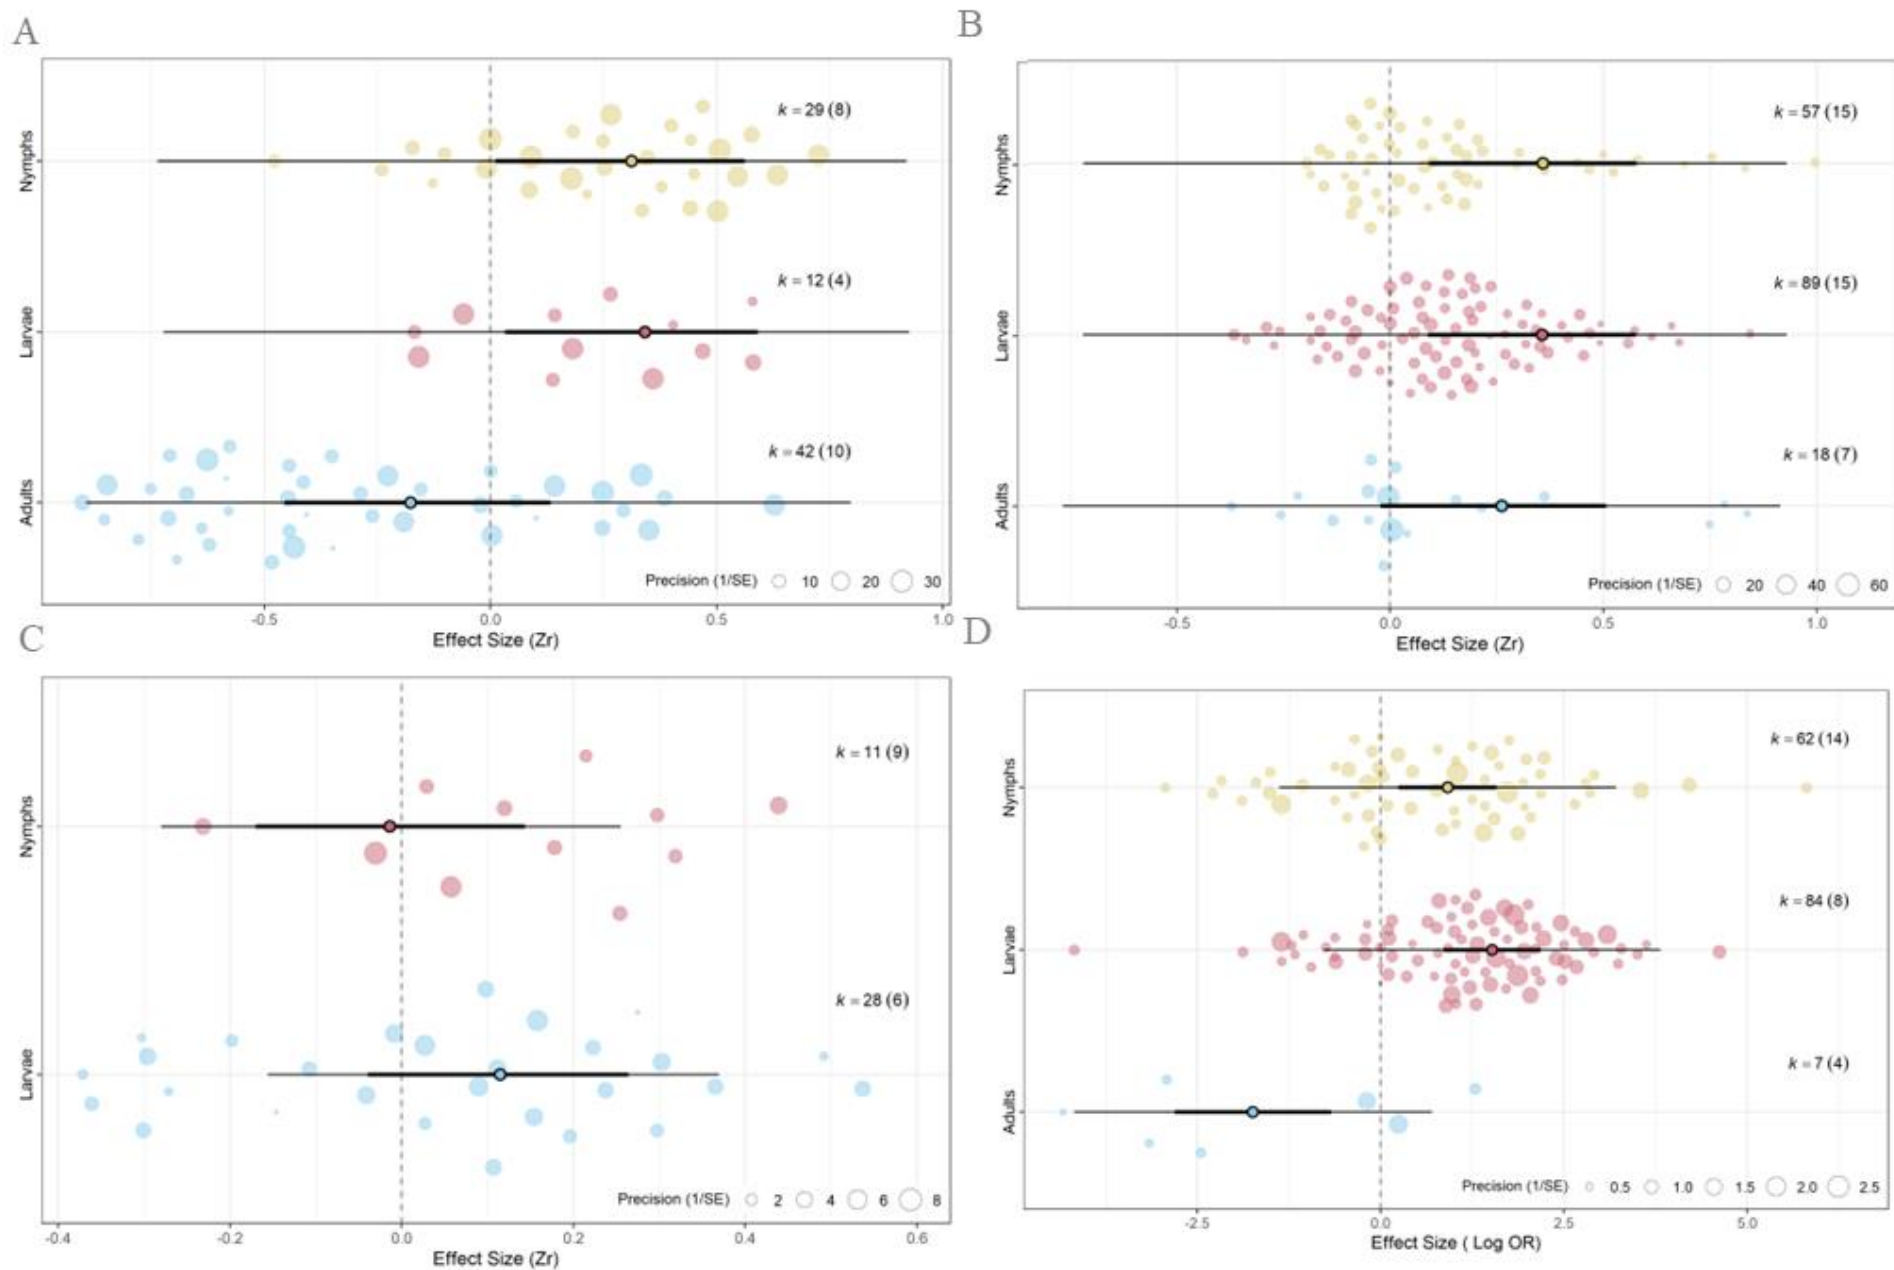 A
k = 29 (8)
Nymphs
k = 12 (4)
Larvae
k = 42 (10)
Adults
Precision (1/SE) 10 20 30
-0.5 0.0 0.5 1.0
Effect Size (Zr)
B
k = 57 (15)
Nymphs
k = 89 (15)
Larvae
k = 18 (7)
Adults
Precision (1/SE) 20 40 60
-0.5 0.0 0.5 1.0
Effect Size (Zr)
C
k = 11 (9)
Nymphs
k = 28 (6)
Larvae
Precision (1/SE) 2 4 6 8
-0.4 -0.2 0.0 0.2 0.4 0.6
Effect Size (Zr)
D
k = 62 (14)
Nymphs
k = 84 (8)
Larvae
k = 7 (4)
Adults
Precision (1/SE) 0.5 1.0 1.5 2.0 2.5
-2.5 0.0 2.5 5.0
Effect Size ( Log OR)